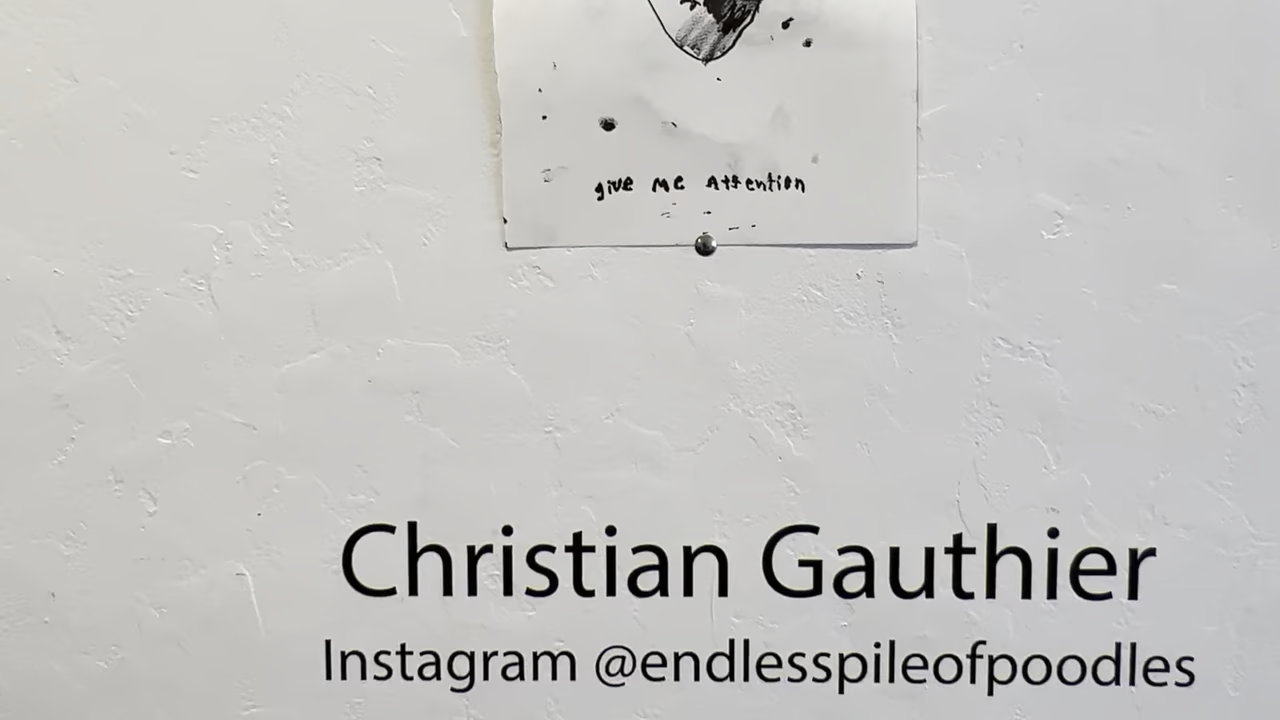 give me Attention
Christian Gauthier
Instagram @endlesspileofpoodles